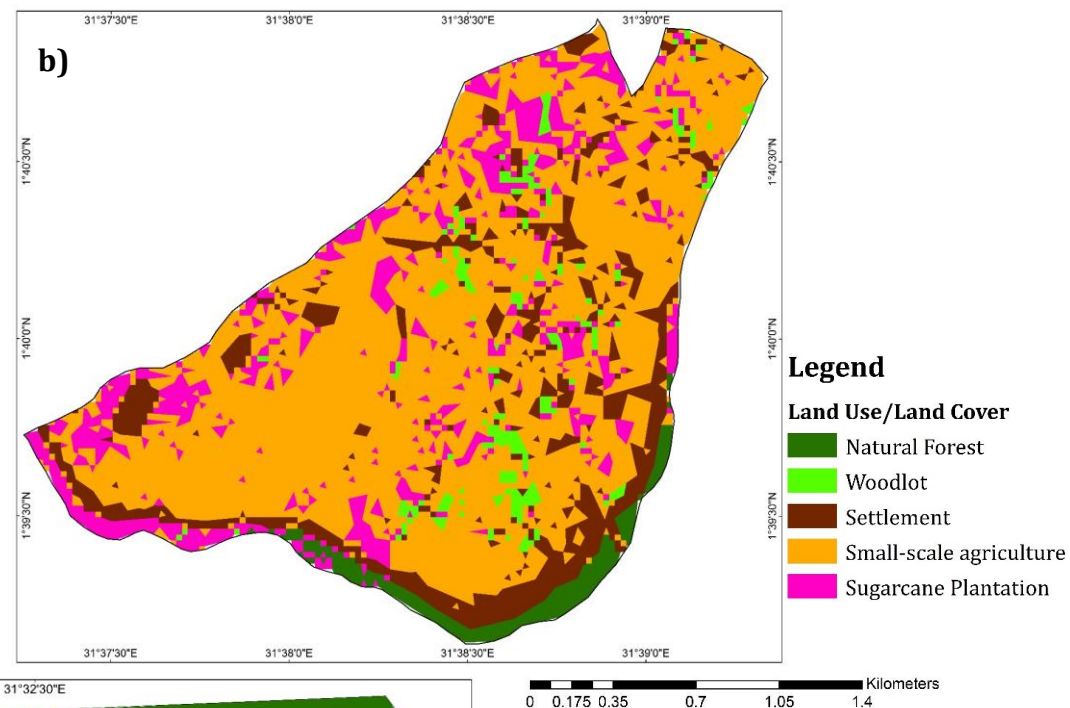 31°37'30"E 31°38'0"E 31°38'30"E 31°39'0"E
b)
1°40'30"N 1°40'30"N
1°40'0"N 1°40'0"N
Legend
Land Use/Land Cover
Natural Forest
Woodlot
Settlement
Small-scale agriculture
Sugarcane Plantation
1°39'30"N 1°39'30"N
31°37'30"E 31°38'0"E 31°38'30"E 31°39'0"E
31°32'30"E
Kilometers
0 0.175 0.35 0.7 1.05 1.4